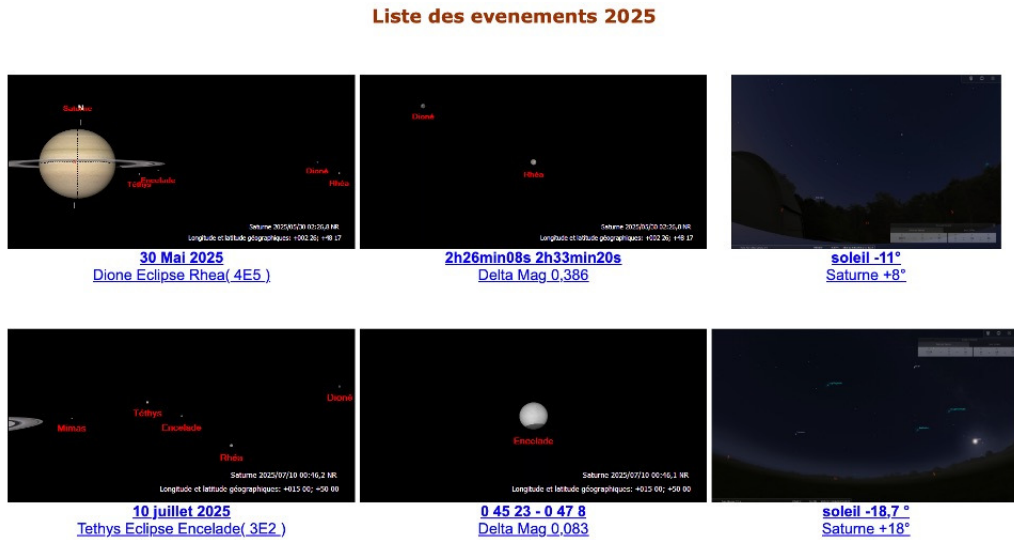 Liste des evenements 2025
Saturne
N
Téthys
Encelade
Dioné
Rhéa
Saturne 2025/05/30 02:26,0 NR
Longitude et latitude géographiques: +002 26; +48 17
30 Mai 2025
Dione Eclipse Rhea( 4E5 )
Dioné
Rhéa
Saturne 2025/05/30 02:26,0 NR
Longitude et latitude géographiques: +002 26; +48 17
2h26min08s 2h33min20s
Delta Mag 0,386
soleil -11°
Saturne +8°
Mimas
Téthys
Encelade
Rhéa
Dioné
Saturne 2025/07/10 00:46,2 NR
Longitude et latitude géographiques: +015 00; +50 00
10 juillet 2025
Tethys Eclipse Encelade( 3E2 )
Encelade
Saturne 2025/07/10 00:46,1 NR
Longitude et latitude géographiques: +015 00; +50 00
0 45 23 - 0 47 8
Delta Mag 0,083
soleil -18,7 °
Saturne +18°